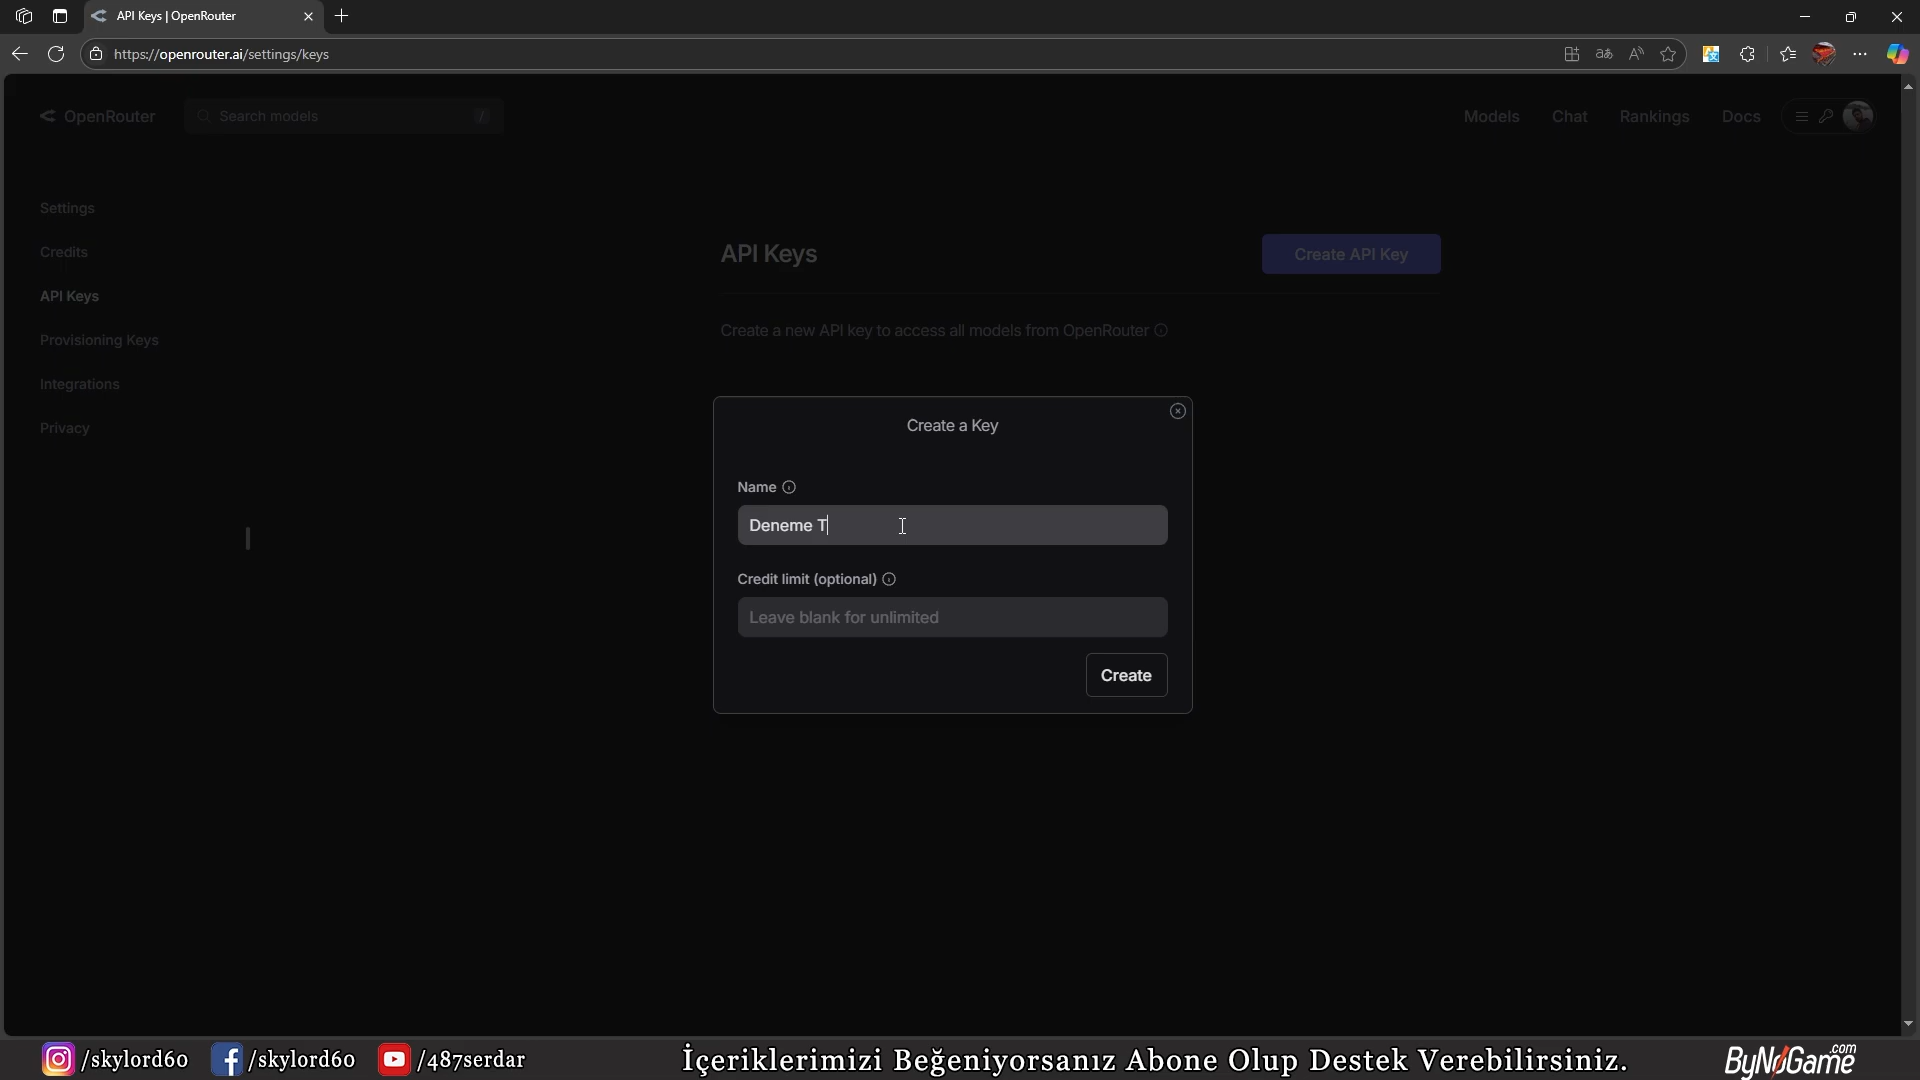 API Keys | OpenRouter
https://openrouter.ai/settings/keys
OpenRouter
Search models
/
Models
Chat
Rankings
Docs
Settings
Credits
API Keys
Provisioning Keys
Integrations
Privacy
API Keys
Create API Key
Create a new API key to access all models from OpenRouter
Create a Key
Name
Deneme T
Credit limit (optional)
Leave blank for unlimited
Create
/skylord60
/skylord60
/487serdar
İçeriklerimizi Beğeniyorsanız Abone Olup Destek Verebilirsiniz.
ByNoGame.com